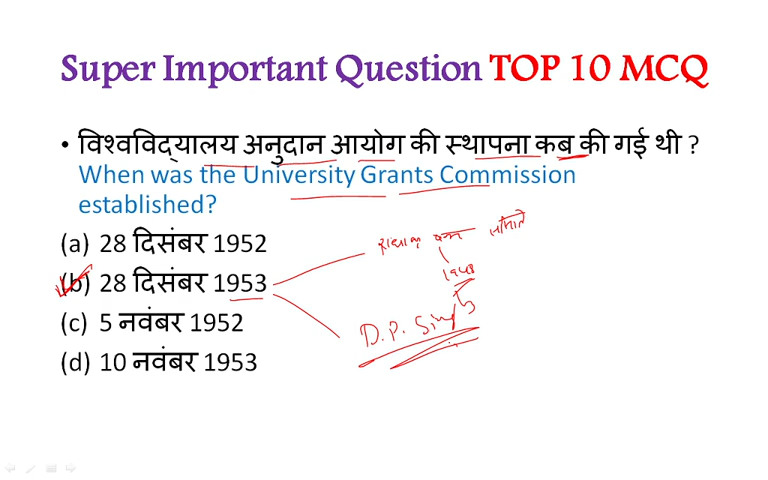 Super Important Question TOP 10 MCQ
• विश्वविद्यालय अनुदान आयोग की स्थापना कब की गई थी ?
When was the University Grants Commission
established?
(a) 28 दिसंबर 1952
(b) 28 दिसंबर 1953
(c) 5 नवंबर 1952
(d) 10 नवंबर 1953
1948
D.P. Singh